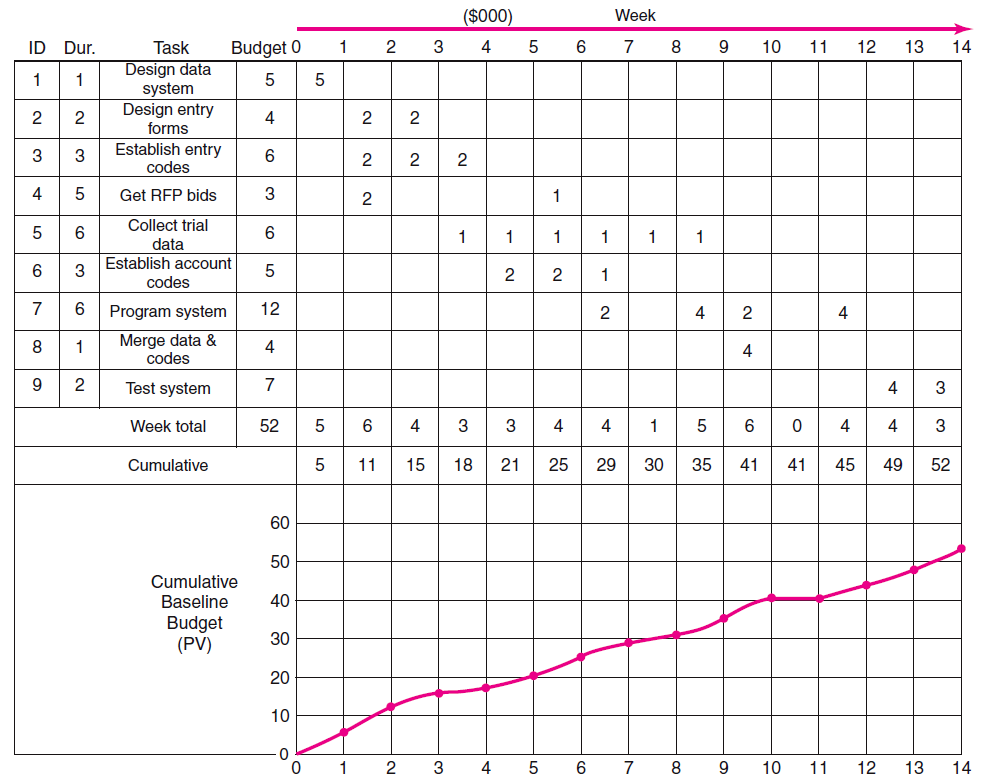 ($000) Week
ID Dur. Task Budget 0 1 2 3 4 5 6 7 8 9 10 11 12 13 14
1 1 Design data system 5 5
2 2 Design entry forms 4 2 2
3 3 Establish entry codes 6 2 2 2
4 5 Get RFP bids 3 2 1
5 6 Collect trial data 6 1 1 1 1 1 1
6 3 Establish account codes 5 2 2 1
7 6 Program system 12 2 4 2 4
8 1 Merge data & codes 4 4
9 2 Test system 7 4 3
Week total 52 5 6 4 3 3 4 4 1 5 6 0 4 4 3
Cumulative 5 11 15 18 21 25 29 30 35 41 41 45 49 52
Cumulative
Baseline
Budget
(PV)
60
50
40
30
20
10
0
0 1 2 3 4 5 6 7 8 9 10 11 12 13 14